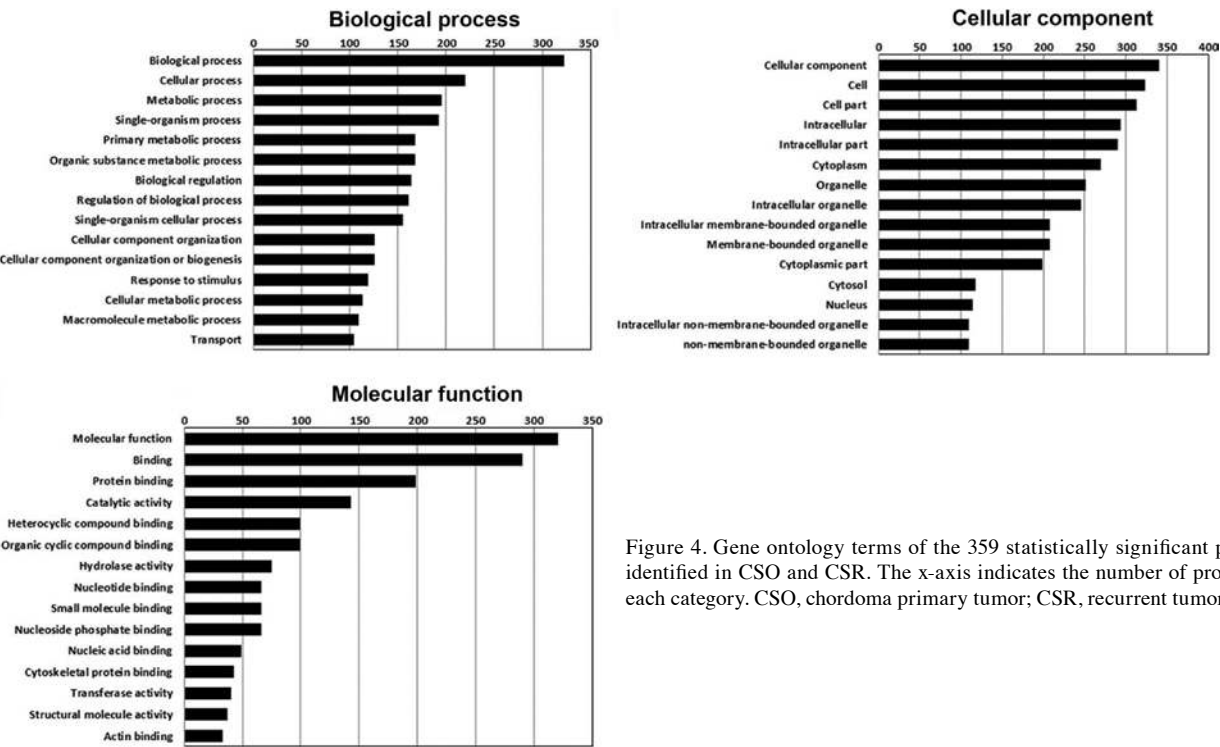 Biological process
0 50 100 150 200 250 300 350
Biological process
Cellular process
Metabolic process
Single-organism process
Primary metabolic process
Organic substance metabolic process
Biological regulation
Regulation of biological process
Single-organism cellular process
Cellular component organization
Cellular component organization or biogenesis
Response to stimulus
Cellular metabolic process
Macromolecule metabolic process
Transport
Cellular component
0 50 100 150 200 250 300 350 400
Cellular component
Cell
Cell part
Intracellular
Intracellular part
Cytoplasm
Organelle
Intracellular organelle
Intracellular membrane-bounded organelle
Membrane-bounded organelle
Cytoplasmic part
Cytosol
Nucleus
Intracellular non-membrane-bounded organelle
non-membrane-bounded organelle
Molecular function
0 50 100 150 200 250 300 350
Molecular function
Binding
Protein binding
Catalytic activity
Heterocyclic compound binding
Organic cyclic compound binding
Hydrolase activity
Nucleotide binding
Small molecule binding
Nucleoside phosphate binding
Nucleic acid binding
Cytoskeletal protein binding
Transferase activity
Structural molecule activity
Actin binding
Figure 4. Gene ontology terms of the 359 statistically significant p
identified in CSO and CSR. The x-axis indicates the number of pro
each category. CSO, chordoma primary tumor; CSR, recurrent tumor